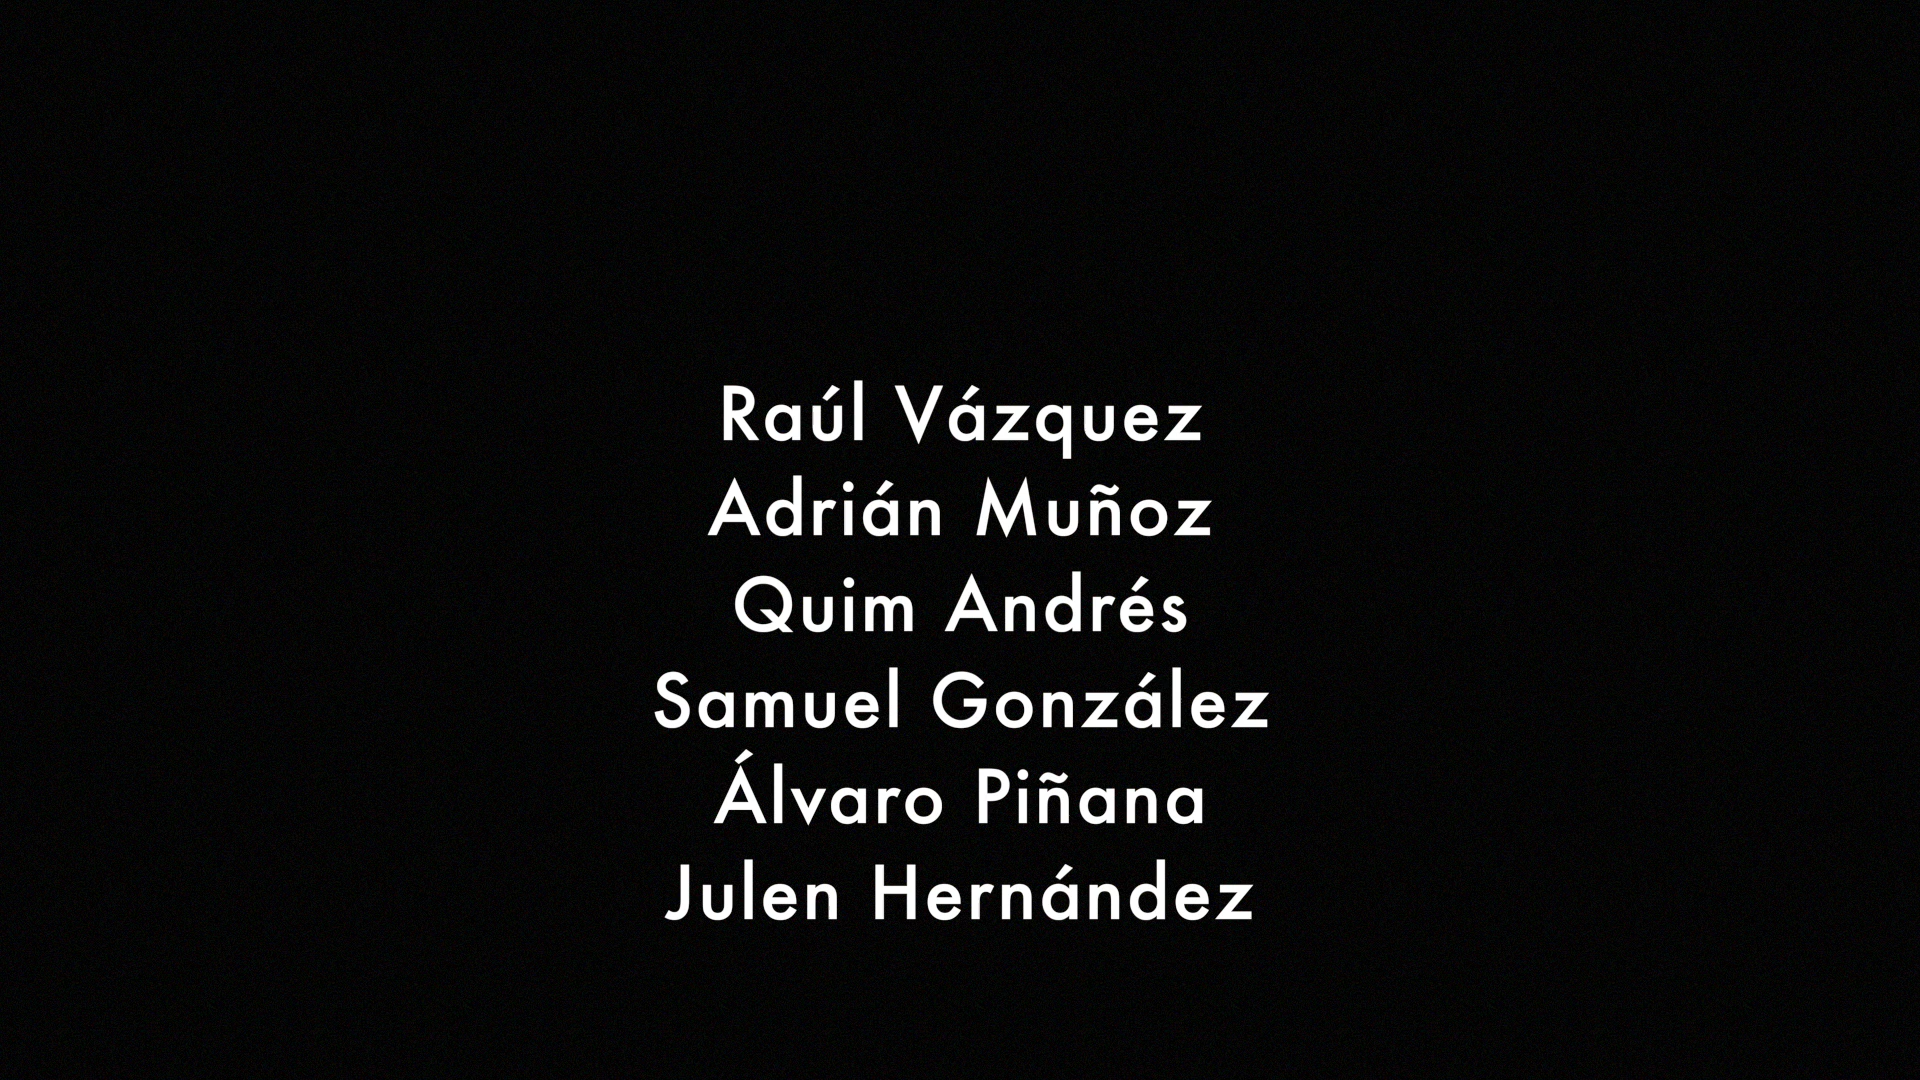 Raúl Vázquez
Adrián Muñoz
Quim Andrés
Samuel González
Álvaro Piñana
Julen Hernández